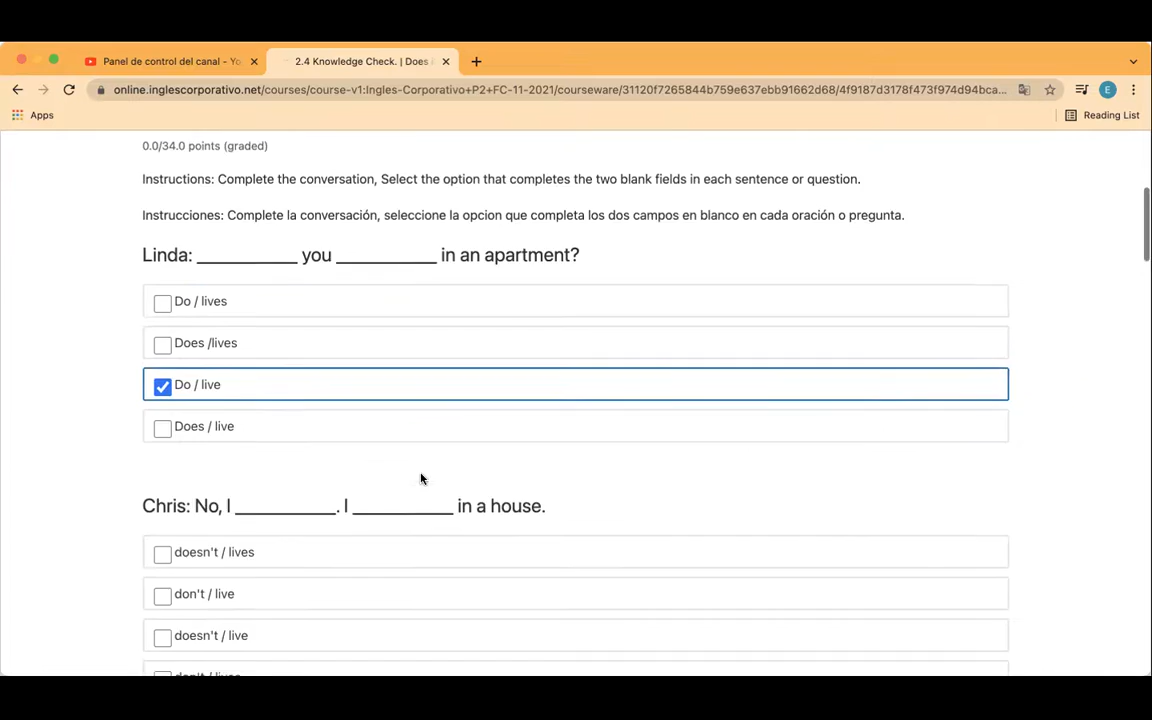 Panel de control del canal - Yo
2.4 Knowledge Check. | Does
online.inglescorporativo.net/courses/course-v1:Ingles-Corporativo+P2+FC-11-2021/courseware/31120f7265844b759e637ebb91662d68/4f9187d3178f473f974d94bca...
E
Apps
Reading List
0.0/34.0 points (graded)
Instructions: Complete the conversation, Select the option that completes the two blank fields in each sentence or question.
Instrucciones: Complete la conversación, seleccione la opcion que completa los dos campos en blanco en cada oración o pregunta.
Linda: ___________ you ___________ in an apartment?
Do / lives
Does /lives
Do / live
Does / live
Chris: No, I ___________. I ___________ in a house.
doesn't / lives
don't / live
doesn't / live
don't / lives